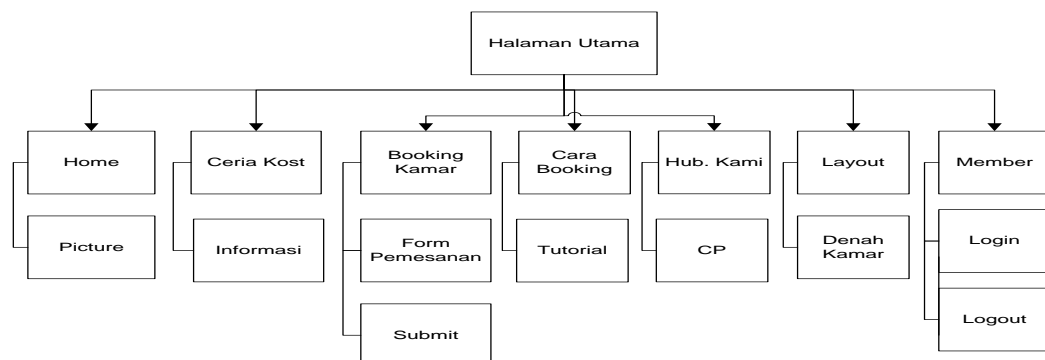 Halaman Utama
Home
Ceria Kost
Booking
Kamar
Cara
Booking
Hub. Kami
Layout
Member
Picture
Informasi
Form
Pemesanan
Tutorial
CP
Denah
Kamar
Login
Submit
Logout